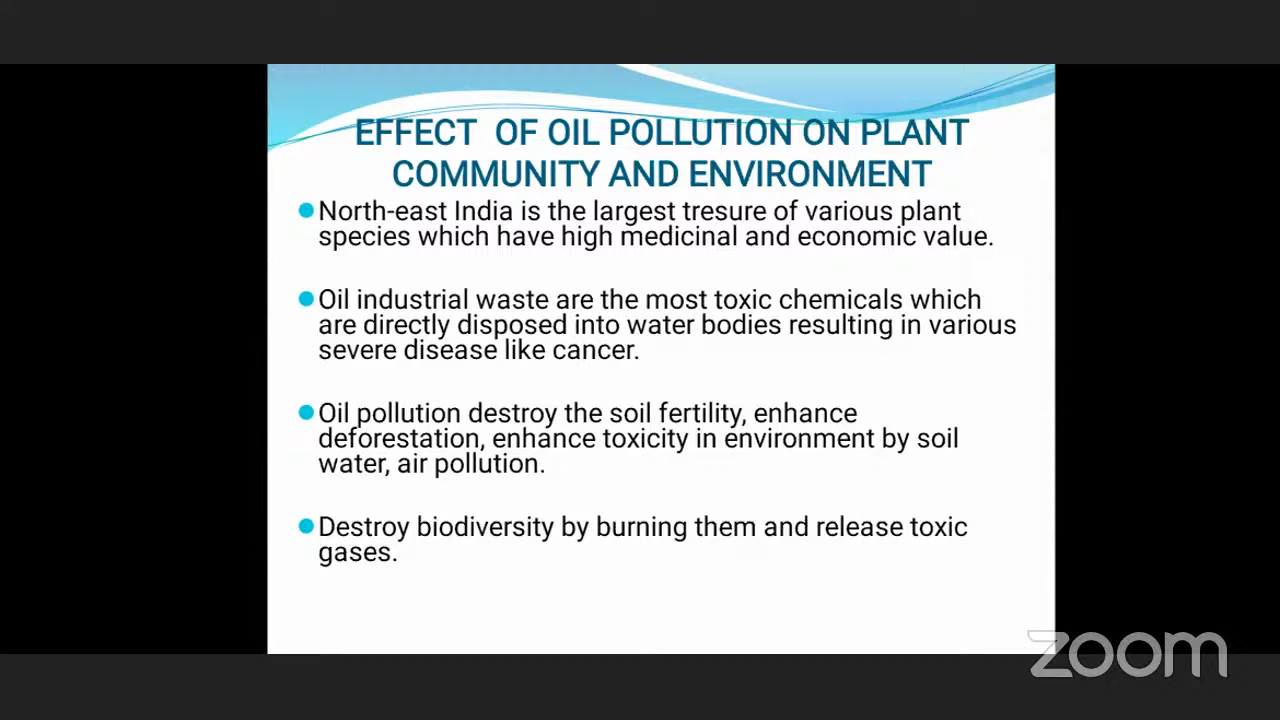 EFFECT OF OIL POLLUTION ON PLANT
COMMUNITY AND ENVIRONMENT
North-east India is the largest tresure of various plant
species which have high medicinal and economic value.
Oil industrial waste are the most toxic chemicals which
are directly disposed into water bodies resulting in various
severe disease like cancer.
Oil pollution destroy the soil fertility, enhance
deforestation, enhance toxicity in environment by soil
water, air pollution.
Destroy biodiversity by burning them and release toxic
gases.
zoom